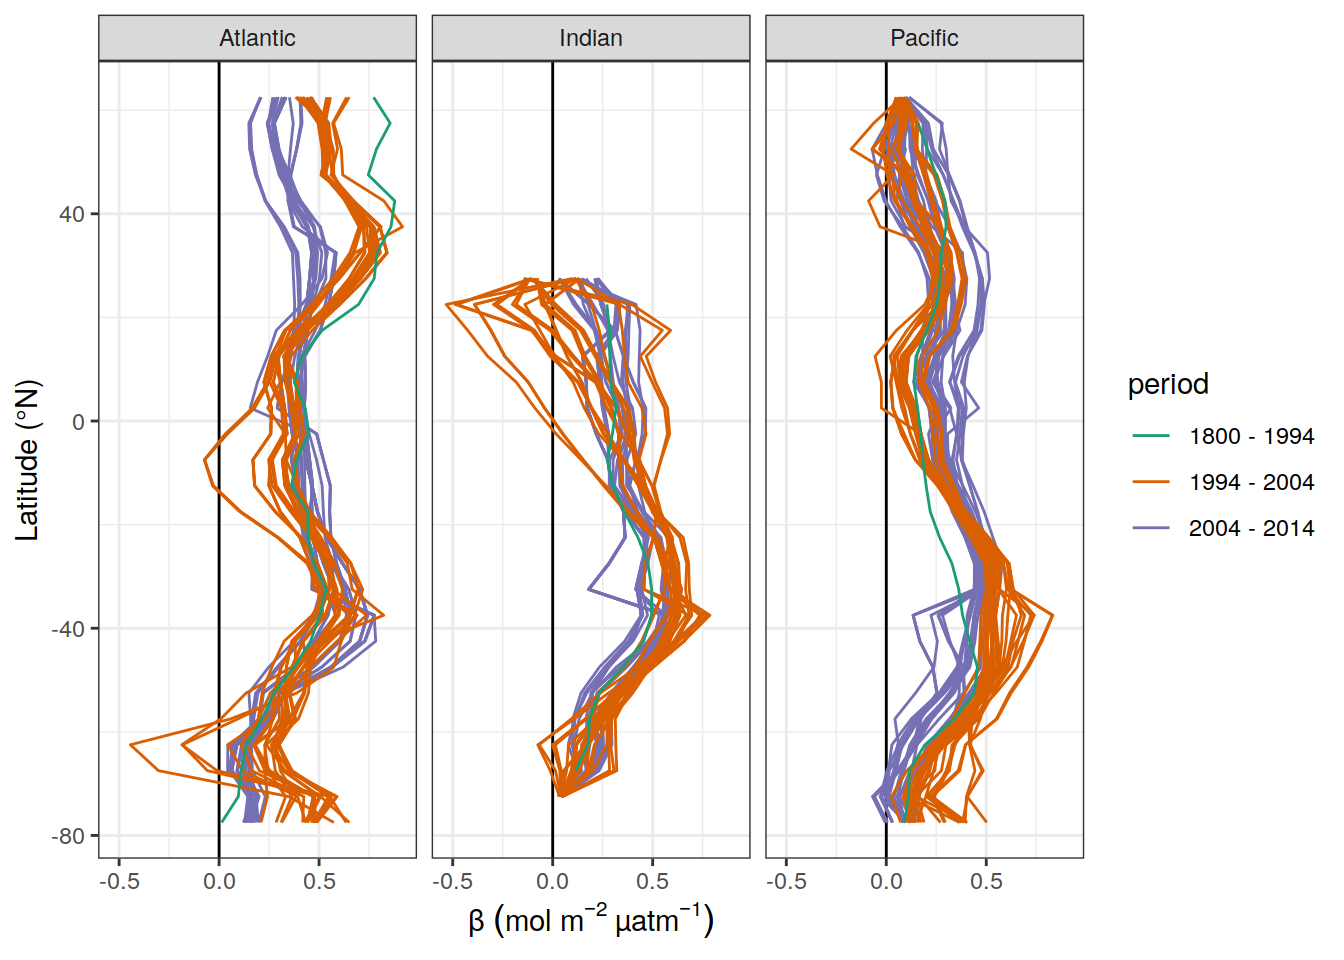 Atlantic Indian Pacific
40
0
-40
-80
Latitude (°N)
-0.5 0.0 0.5 -0.5 0.0 0.5 -0.5 0.0 0.5
β (mol m⁻² µatm⁻¹)
period
1800 - 1994
1994 - 2004
2004 - 2014